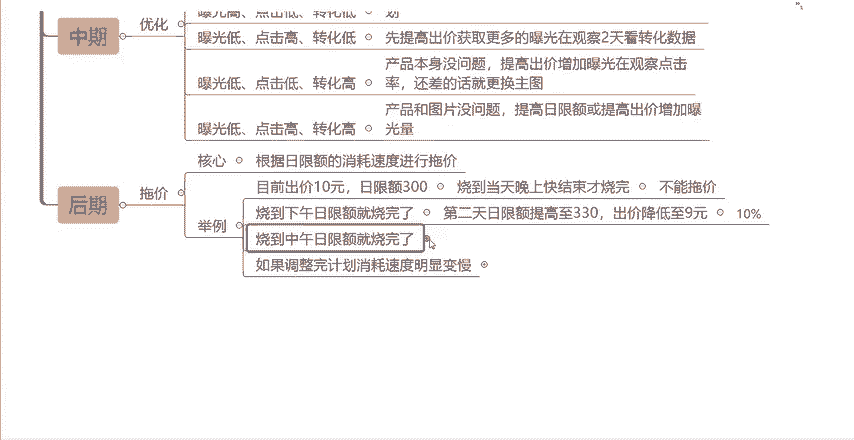 曝光高、点击低、转化低 划
中期 优化
曝光低、点击高、转化低 先提高出价获取更多的曝光在观察2天看转化数据
产品本身没问题，提高出价增加曝光在观察点击
曝光低、点击低、转化高 率，还差的话就更换主图
产品和图片没问题，提高日限额或提高出价增加曝
曝光低、点击高、转化高 光量
核心 根据日限额的消耗速度进行拖价
后期 拖价
目前出价10元，日限额300 烧到当天晚上快结束才烧完 不能拖价
举例
烧到下午日限额就烧完了 第二天日限额提高至330，出价降低至9元 10%
烧到中午日限额就烧完了
如果调整完计划消耗速度明显变慢